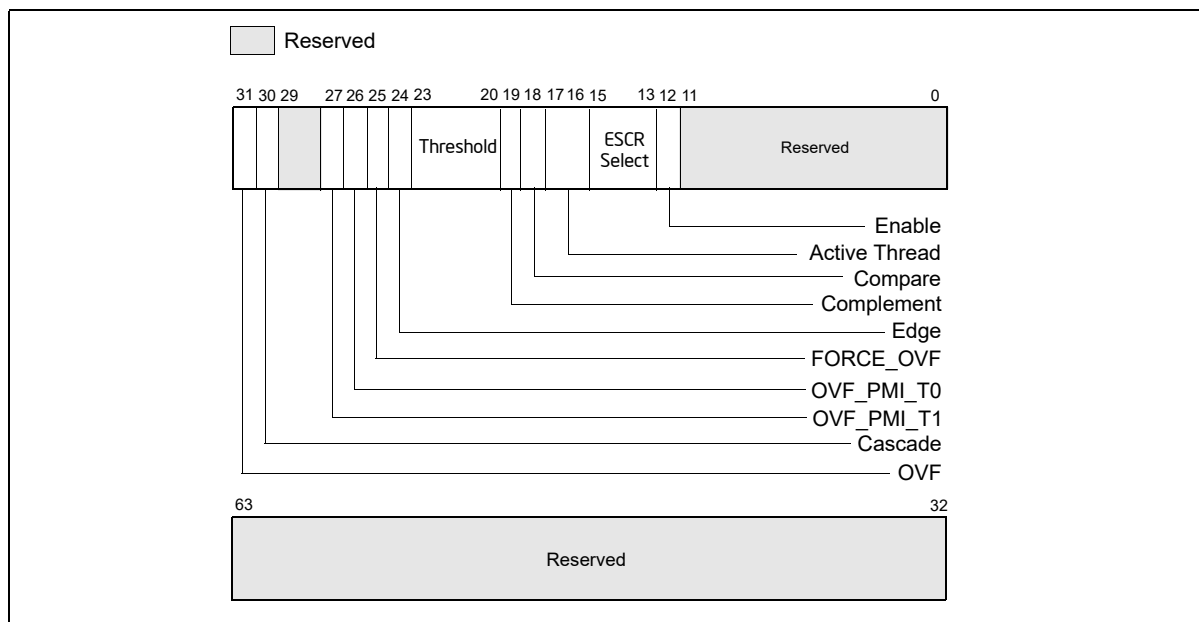 Reserved
31 30 29 27 26 25 24 23 20 19 18 17 16 15 13 12 11 0
Threshold
ESCR
Select
Reserved
Enable
Active Thread
Compare
Complement
Edge
FORCE_OVF
OVF_PMI_T0
OVF_PMI_T1
Cascade
OVF
63 32
Reserved